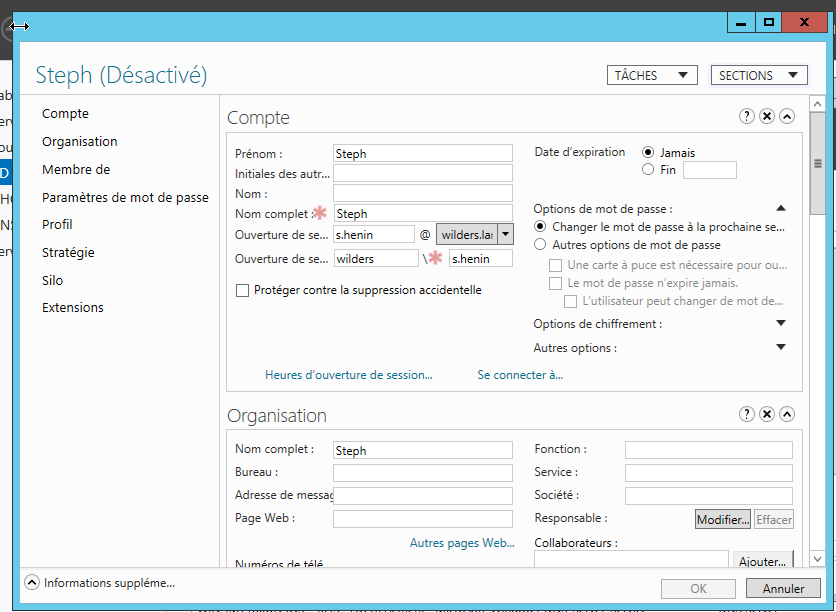 Steph (Désactivé)
TÂCHES
SECTIONS
Compte
Organisation
Membre de
Paramètres de mot de passe
Profil
Stratégie
Silo
Extensions
Compte
Prénom :
Steph
Initiales des autr...
Nom :
Nom complet :
Steph
Ouverture de se...
s.henin
@
wilders.la
Ouverture de se...
wilders
\
s.henin
Protéger contre la suppression accidentelle
Date d'expiration
Jamais
Fin
Options de mot de passe :
Changer le mot de passe à la prochaine se...
Autres options de mot de passe
Une carte à puce est nécessaire pour ou...
Le mot de passe n'expire jamais.
L'utilisateur peut changer de mot de...
Options de chiffrement :
Autres options :
Heures d'ouverture de session...
Se connecter à...
Organisation
Nom complet :
Steph
Bureau :
Adresse de messag
Page Web :
Autres pages Web...
Numéros de télé
Fonction :
Service :
Société :
Responsable :
Modifier...
Effacer
Collaborateurs :
Ajouter...
Informations suppléme...
OK
Annuler